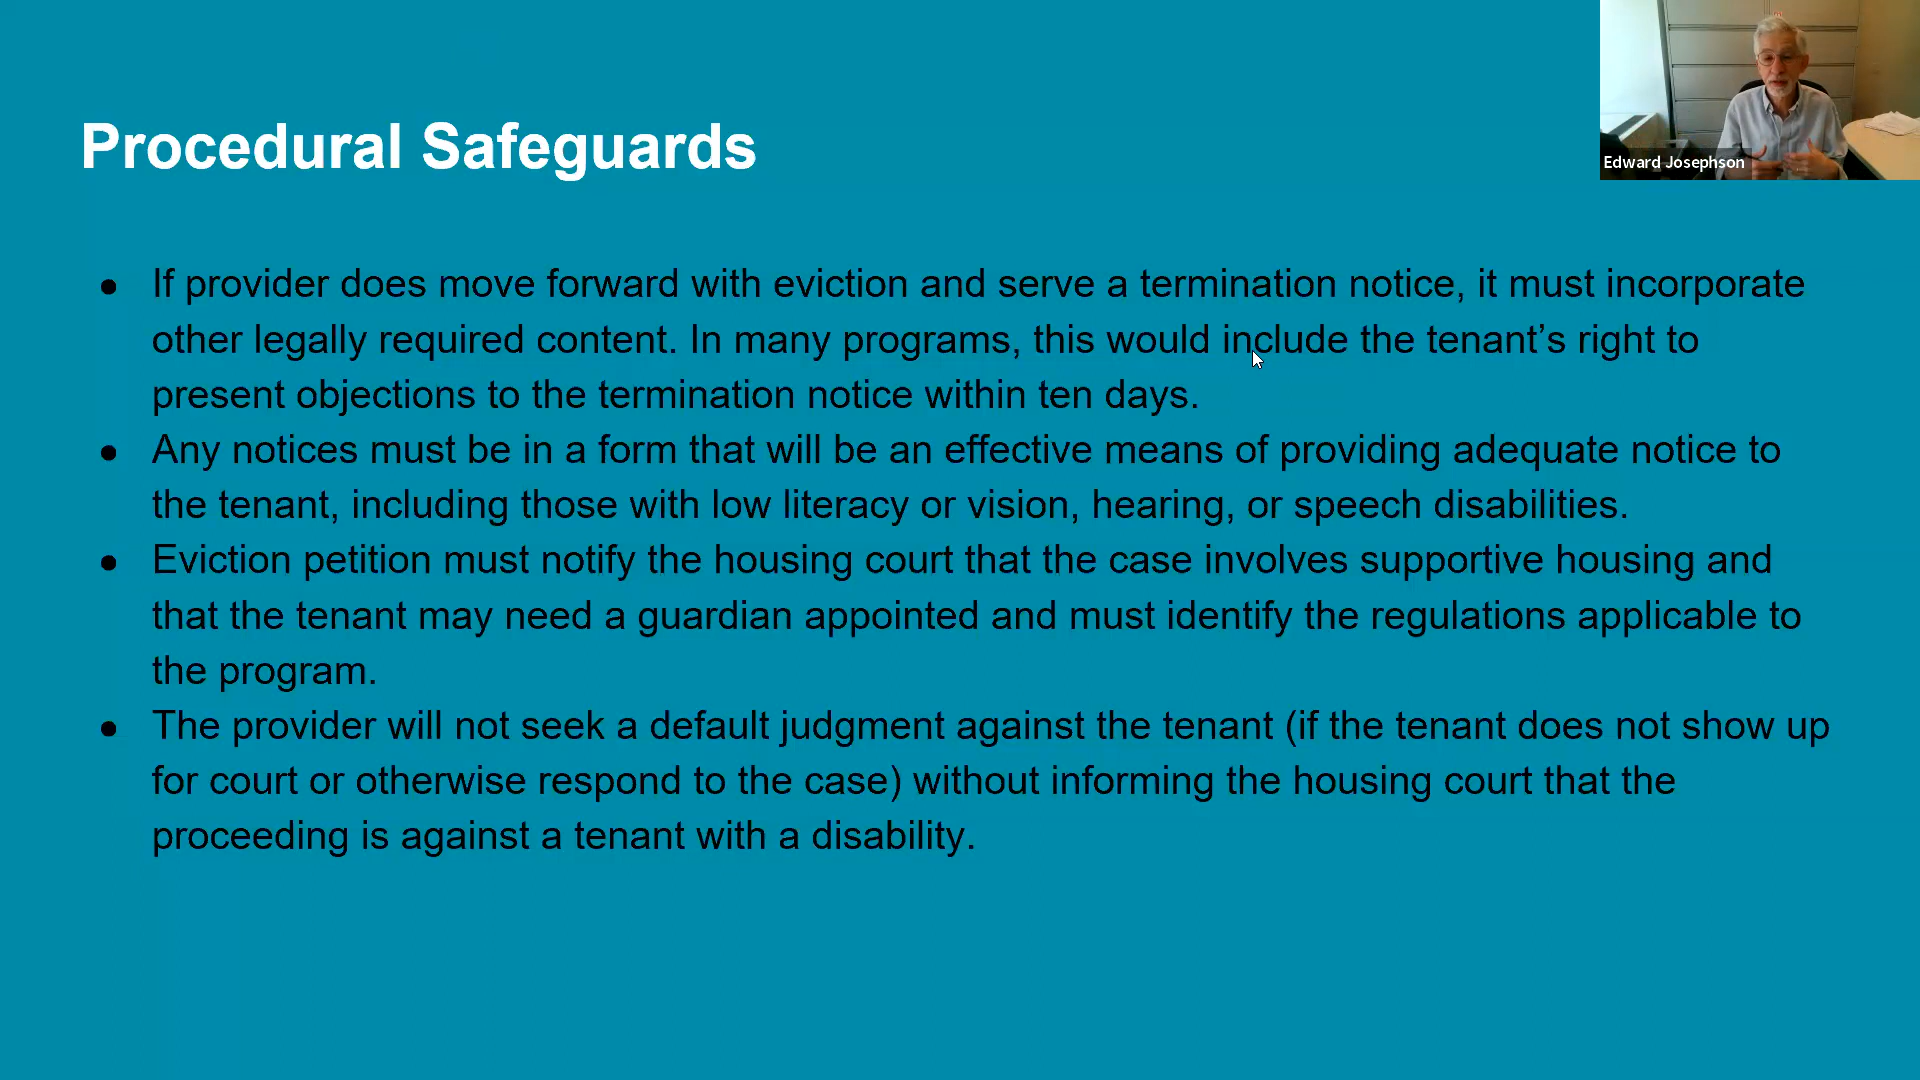 Procedural Safeguards
Edward Josephson
● If provider does move forward with eviction and serve a termination notice, it must incorporate
other legally required content. In many programs, this would include the tenant’s right to
present objections to the termination notice within ten days.
● Any notices must be in a form that will be an effective means of providing adequate notice to
the tenant, including those with low literacy or vision, hearing, or speech disabilities.
● Eviction petition must notify the housing court that the case involves supportive housing and
that the tenant may need a guardian appointed and must identify the regulations applicable to
the program.
● The provider will not seek a default judgment against the tenant (if the tenant does not show up
for court or otherwise respond to the case) without informing the housing court that the
proceeding is against a tenant with a disability.